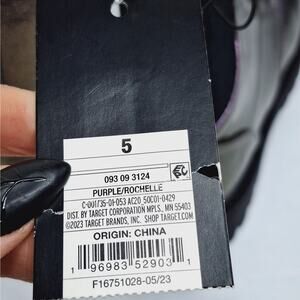 5
093 09 3124
PURPLE/ROCHELLE
C-001735-01-053 AC20_50C01-0429
DIST. BY TARGET CORPORATION MPLS., MN 55403
©2023 TARGET BRANDS, INC. SHOP TARGET.COM
ORIGIN: CHINA
1 96983 52903 1
F16751028-05/23